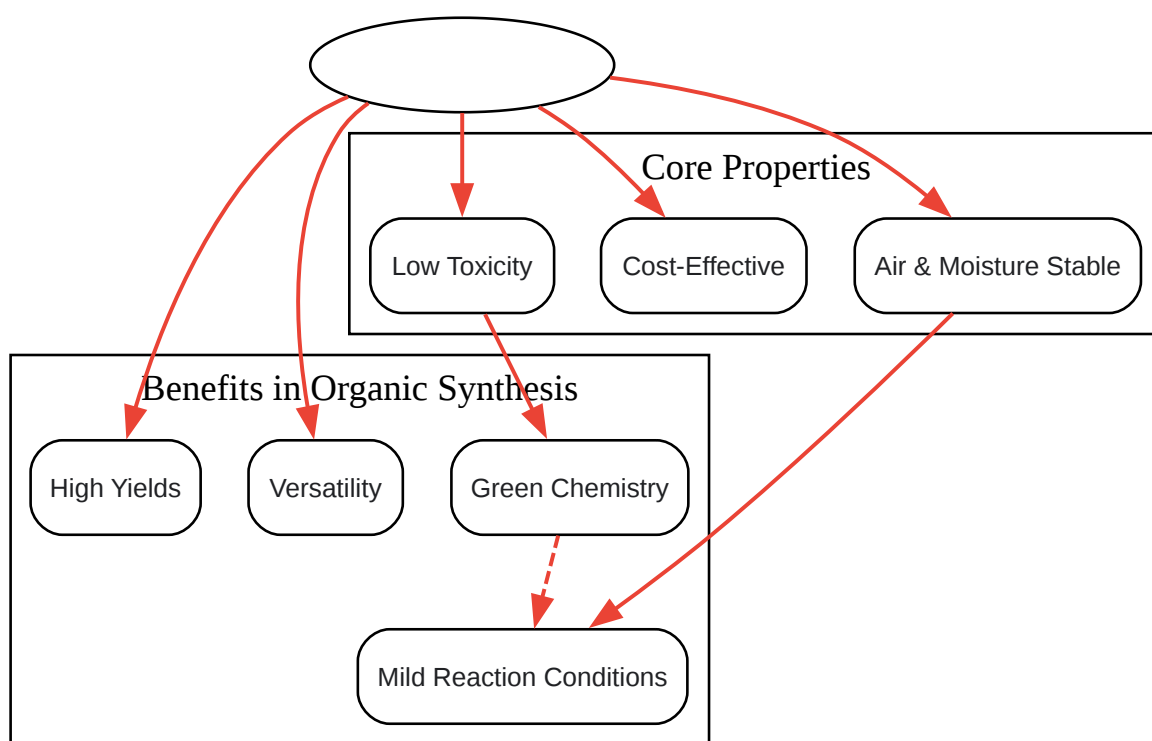 Core Properties
Low Toxicity
Cost-Effective
Air & Moisture Stable
Benefits in Organic Synthesis
High Yields
Versatility
Green Chemistry
Mild Reaction Conditions